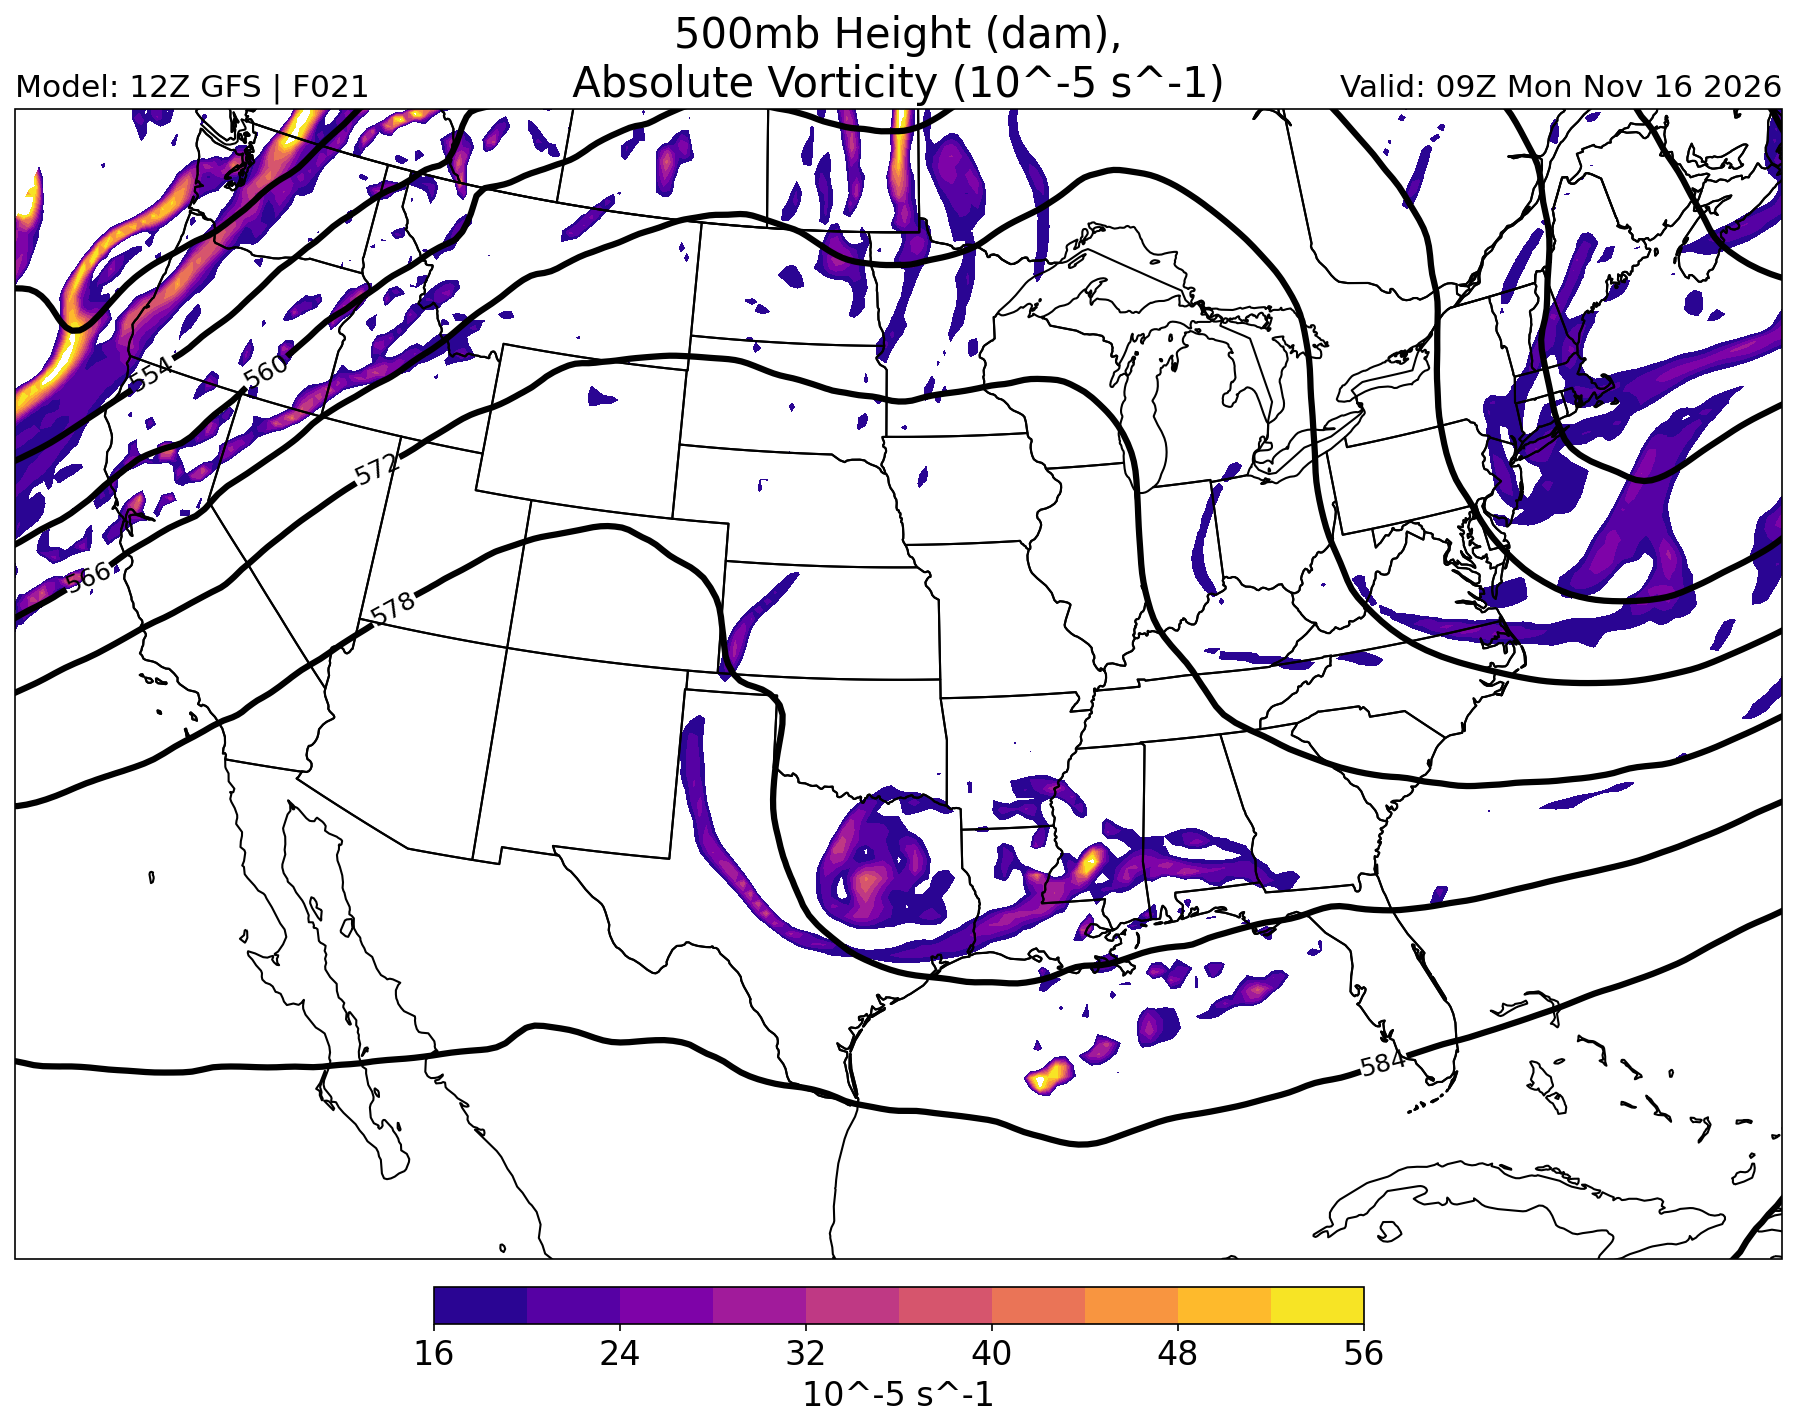 500mb Height (dam),
Absolute Vorticity (10^-5 s^-1)
Model: 12Z GFS | F021
Valid: 09Z Mon Nov 16 2026
554
560
572
566
578
584
16 24 32 40 48 56
10^-5 s^-1